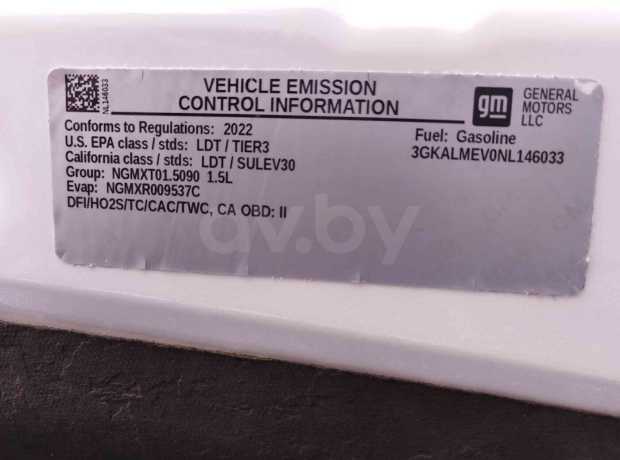 VEHICLE EMISSION
CONTROL INFORMATION
NL146033
gm
GENERAL
MOTORS
LLC
Conforms to Regulations: 2022
U.S. EPA class / stds: LDT / TIER3
California class / stds: LDT / SULEV30
Group: NGMXT01.5090 1.5L
Evap: NGMXR009537C
DFI/HO2S/TC/CAC/TWC, CA OBD: II
Fuel: Gasoline
3GKALMEV0NL146033
av.by